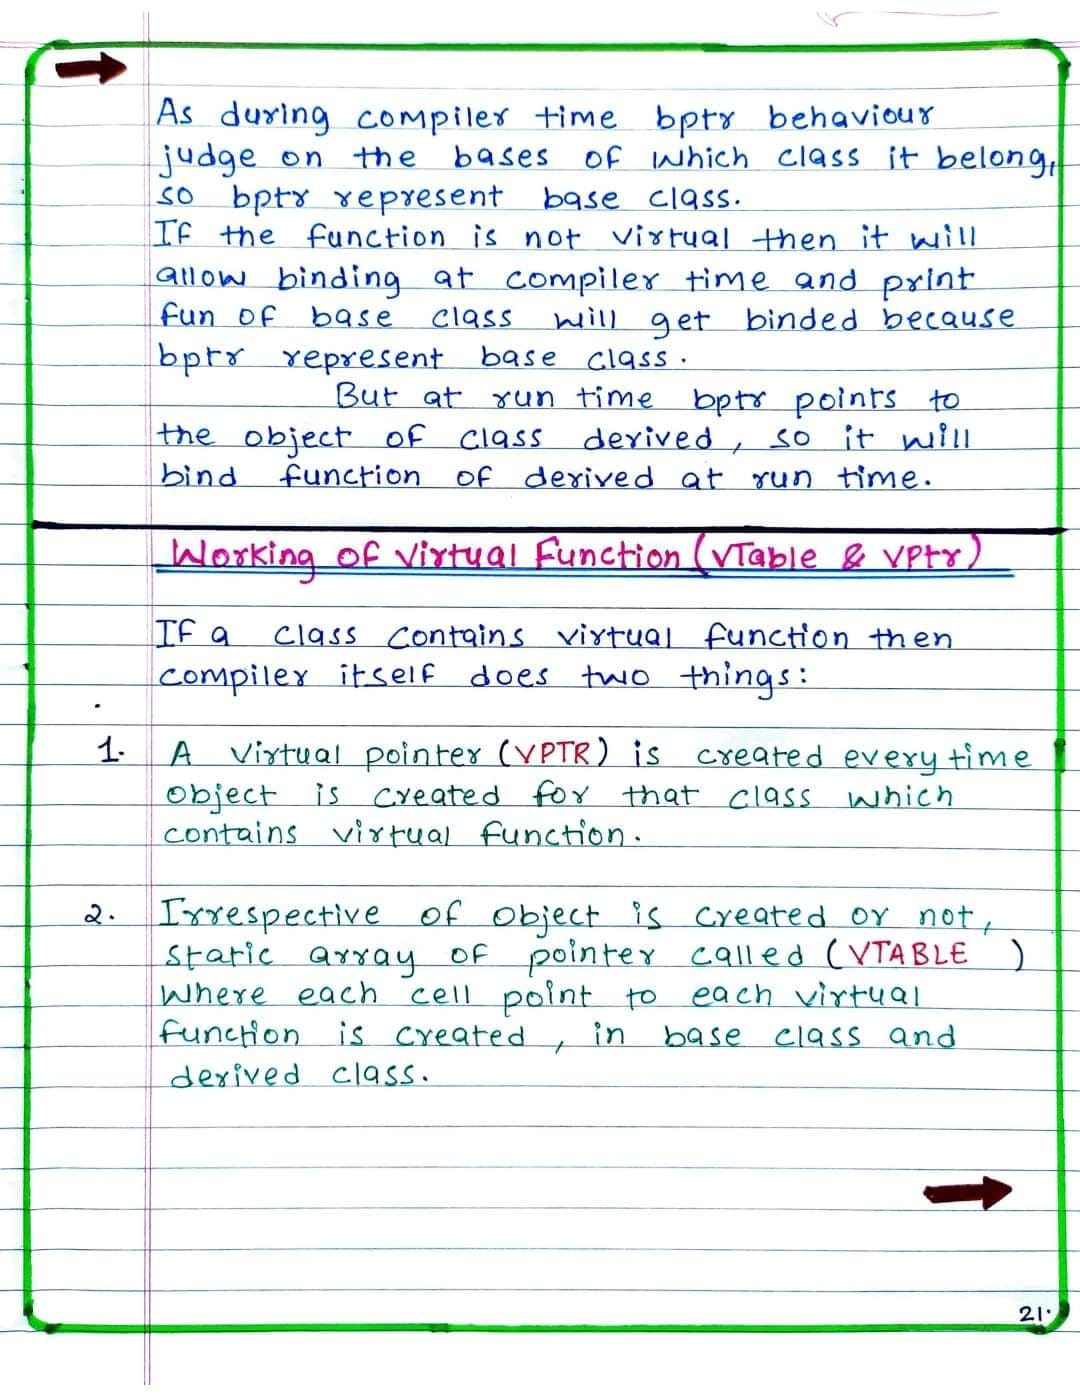 As during compiler time bptr behaviour
judge on the bases of which class it belong,
so bptr represent base class.
If the function is not virtual then it will
allow binding at compiler time and print
fun of base class will get binded because
bptr represent base class.
But at run time bptr points to
the object of class derived, so it will
bind function of derived at run time.
Working of Virtual Function (VTable & VPtr)
If a class contains virtual function then
compiler itself does two things:
1. A Virtual pointer (VPTR) is created every time
object is created for that class which
contains virtual function.
2. Irrespective of object is created or not,
static array of pointer called (VTABLE )
Where each cell point to each virtual
function is created, in base class and
derived class.
21.